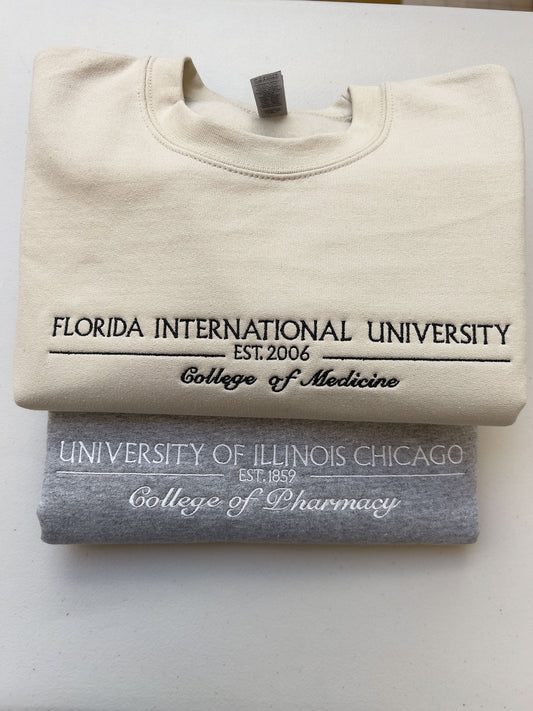 FLORIDA INTERNATIONAL UNIVERSITY
EST. 2006
College of Medicine
UNIVERSITY OF ILLINOIS CHICAGO
EST. 1859
College of Pharmacy